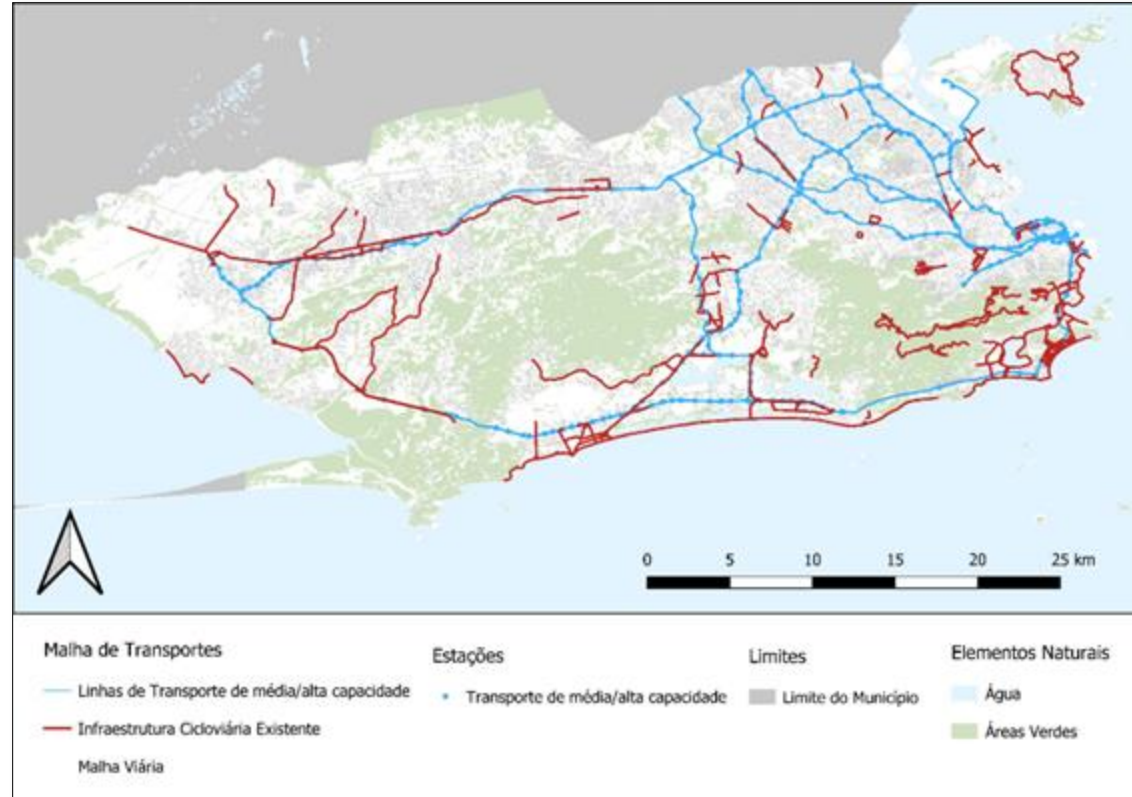 0 5 10 15 20 25 km
Malha de Transportes
Linhas de Transporte de média/alta capacidade
Infraestrutura Cicloviária Existente
Malha Viária
Estações
Transporte de média/alta capacidade
Limites
Limite do Município
Elementos Naturais
Água
Áreas Verdes